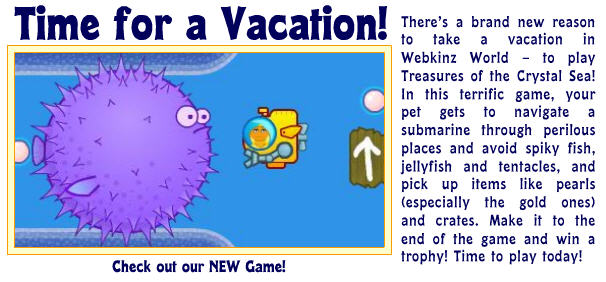 Time for a Vacation!
Check out our NEW Game!
There's a brand new reason
to take a vacation in
Webkinz World – to play
Treasures of the Crystal Sea!
In this terrific game, your
pet gets to navigate a
submarine through perilous
places and avoid spiky fish,
jellyfish and tentacles, and
pick up items like pearls
(especially the gold ones)
and crates. Make it to the
end of the game and win a
trophy! Time to play today!